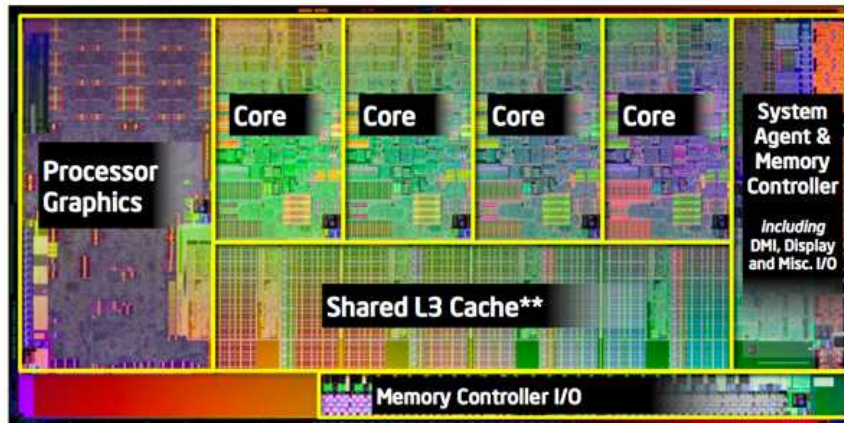 Processor
Graphics
Core
Core
Core
Core
System
Agent &
Memory
Controller
including
DMI, Display
and Misc. I/O
Shared L3 Cache**
Memory Controller I/O